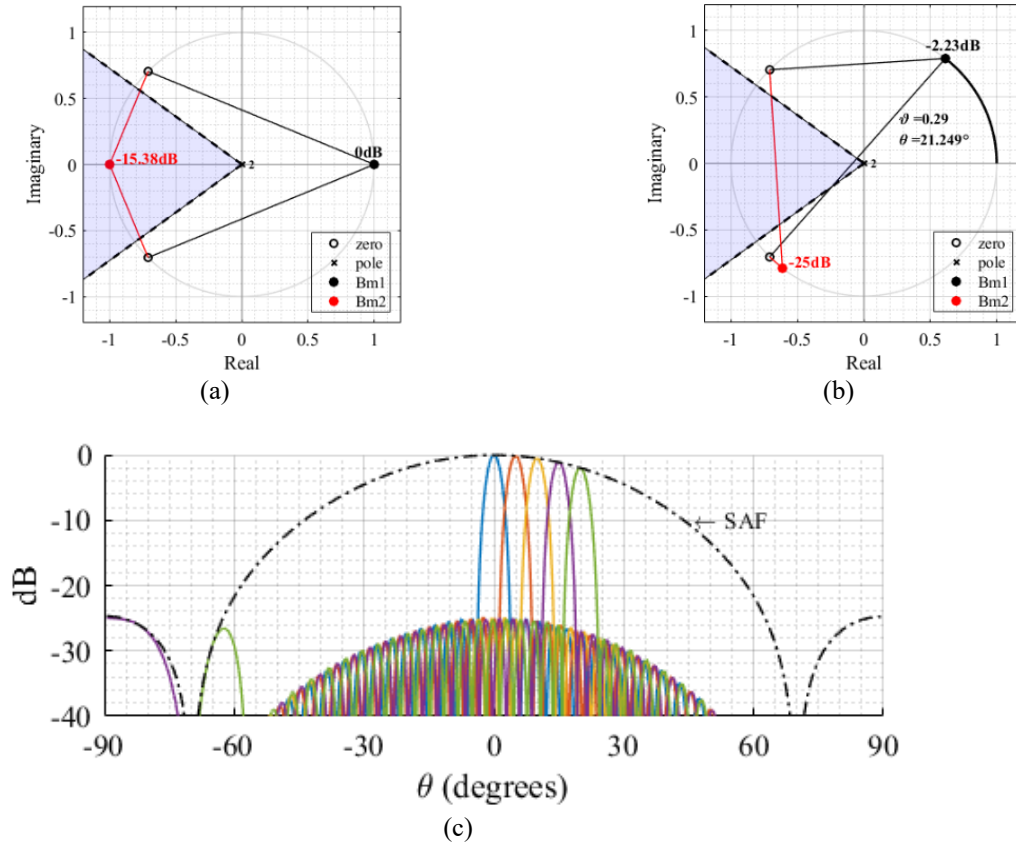 1
0.5
0
-0.5
-1
Imaginary
-15.38dB
0dB
2
zero
pole
Bm1
Bm2
-1
-0.5
0
0.5
1
Real
(a)
1
0.5
0
-0.5
-1
Imaginary
-2.23dB
ϑ =0.29
θ =21.249°
2
-25dB
zero
pole
Bm1
Bm2
-1
-0.5
0
0.5
1
Real
(b)
0
-10
-20
-30
-40
dB
← SAF
-90
-60
-30
0
30
60
90
θ (degrees)
(c)